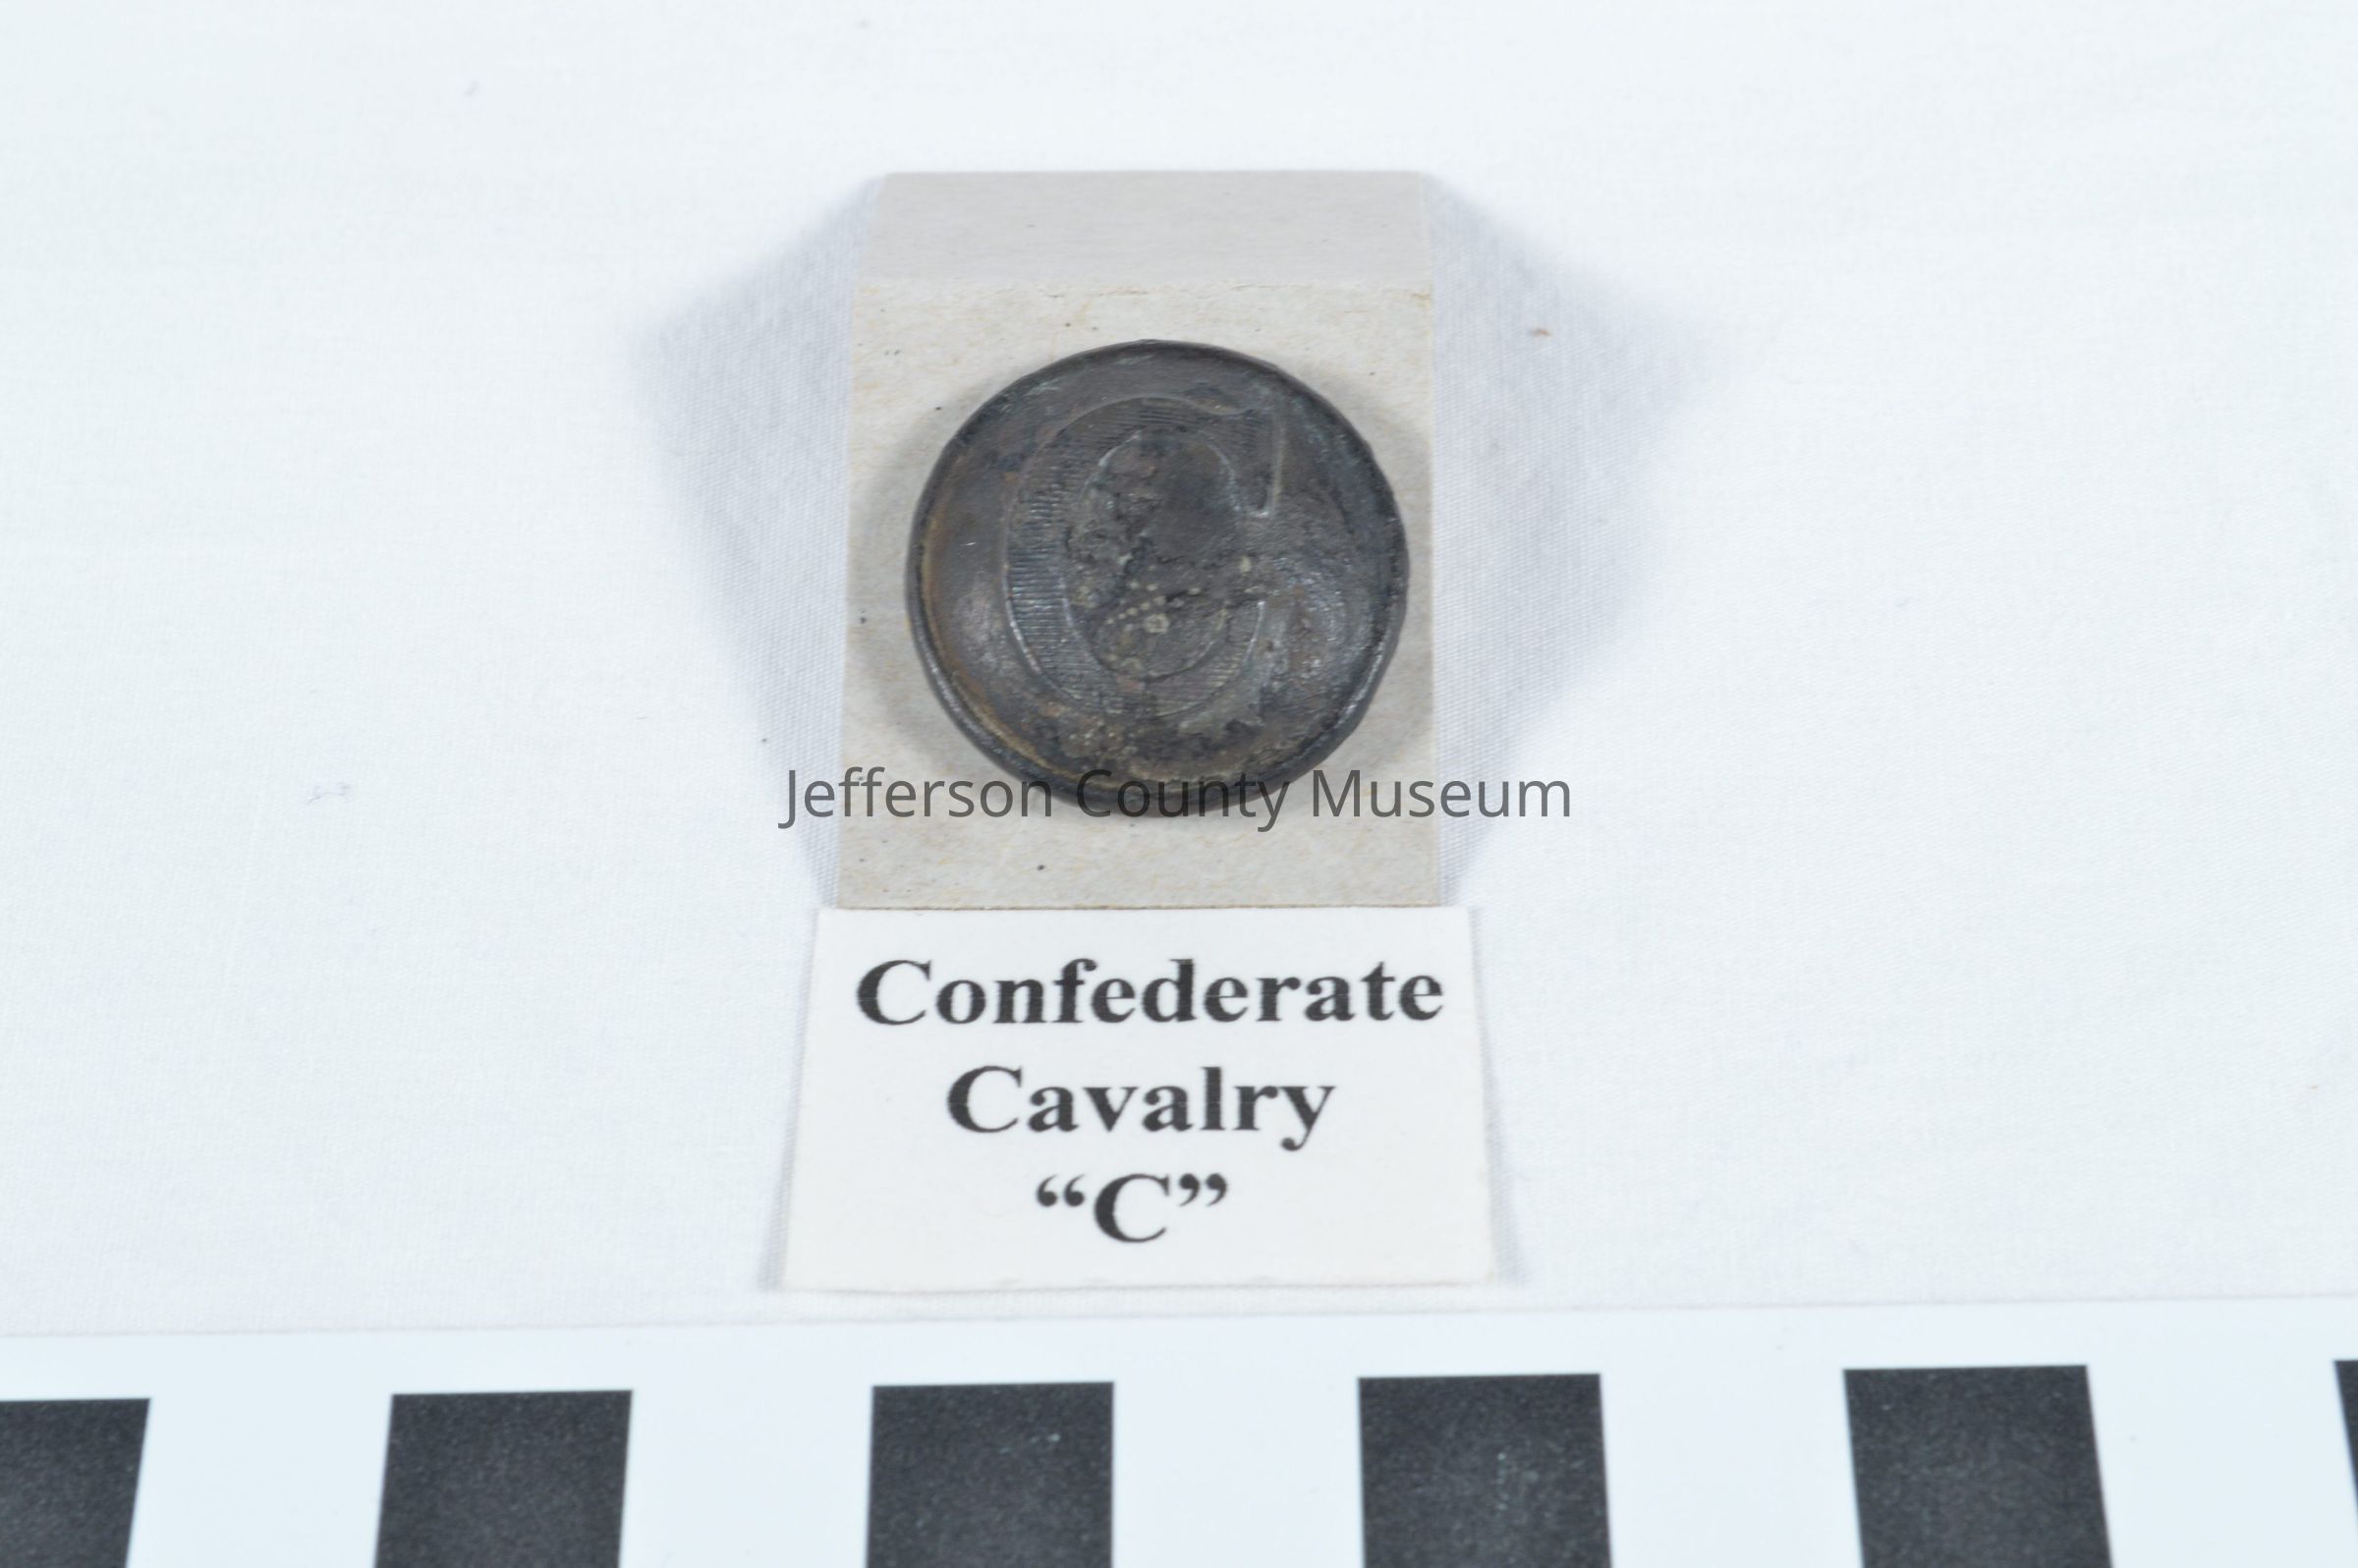 C
Jefferson County Museum
Confederate
Cavalry
“C”